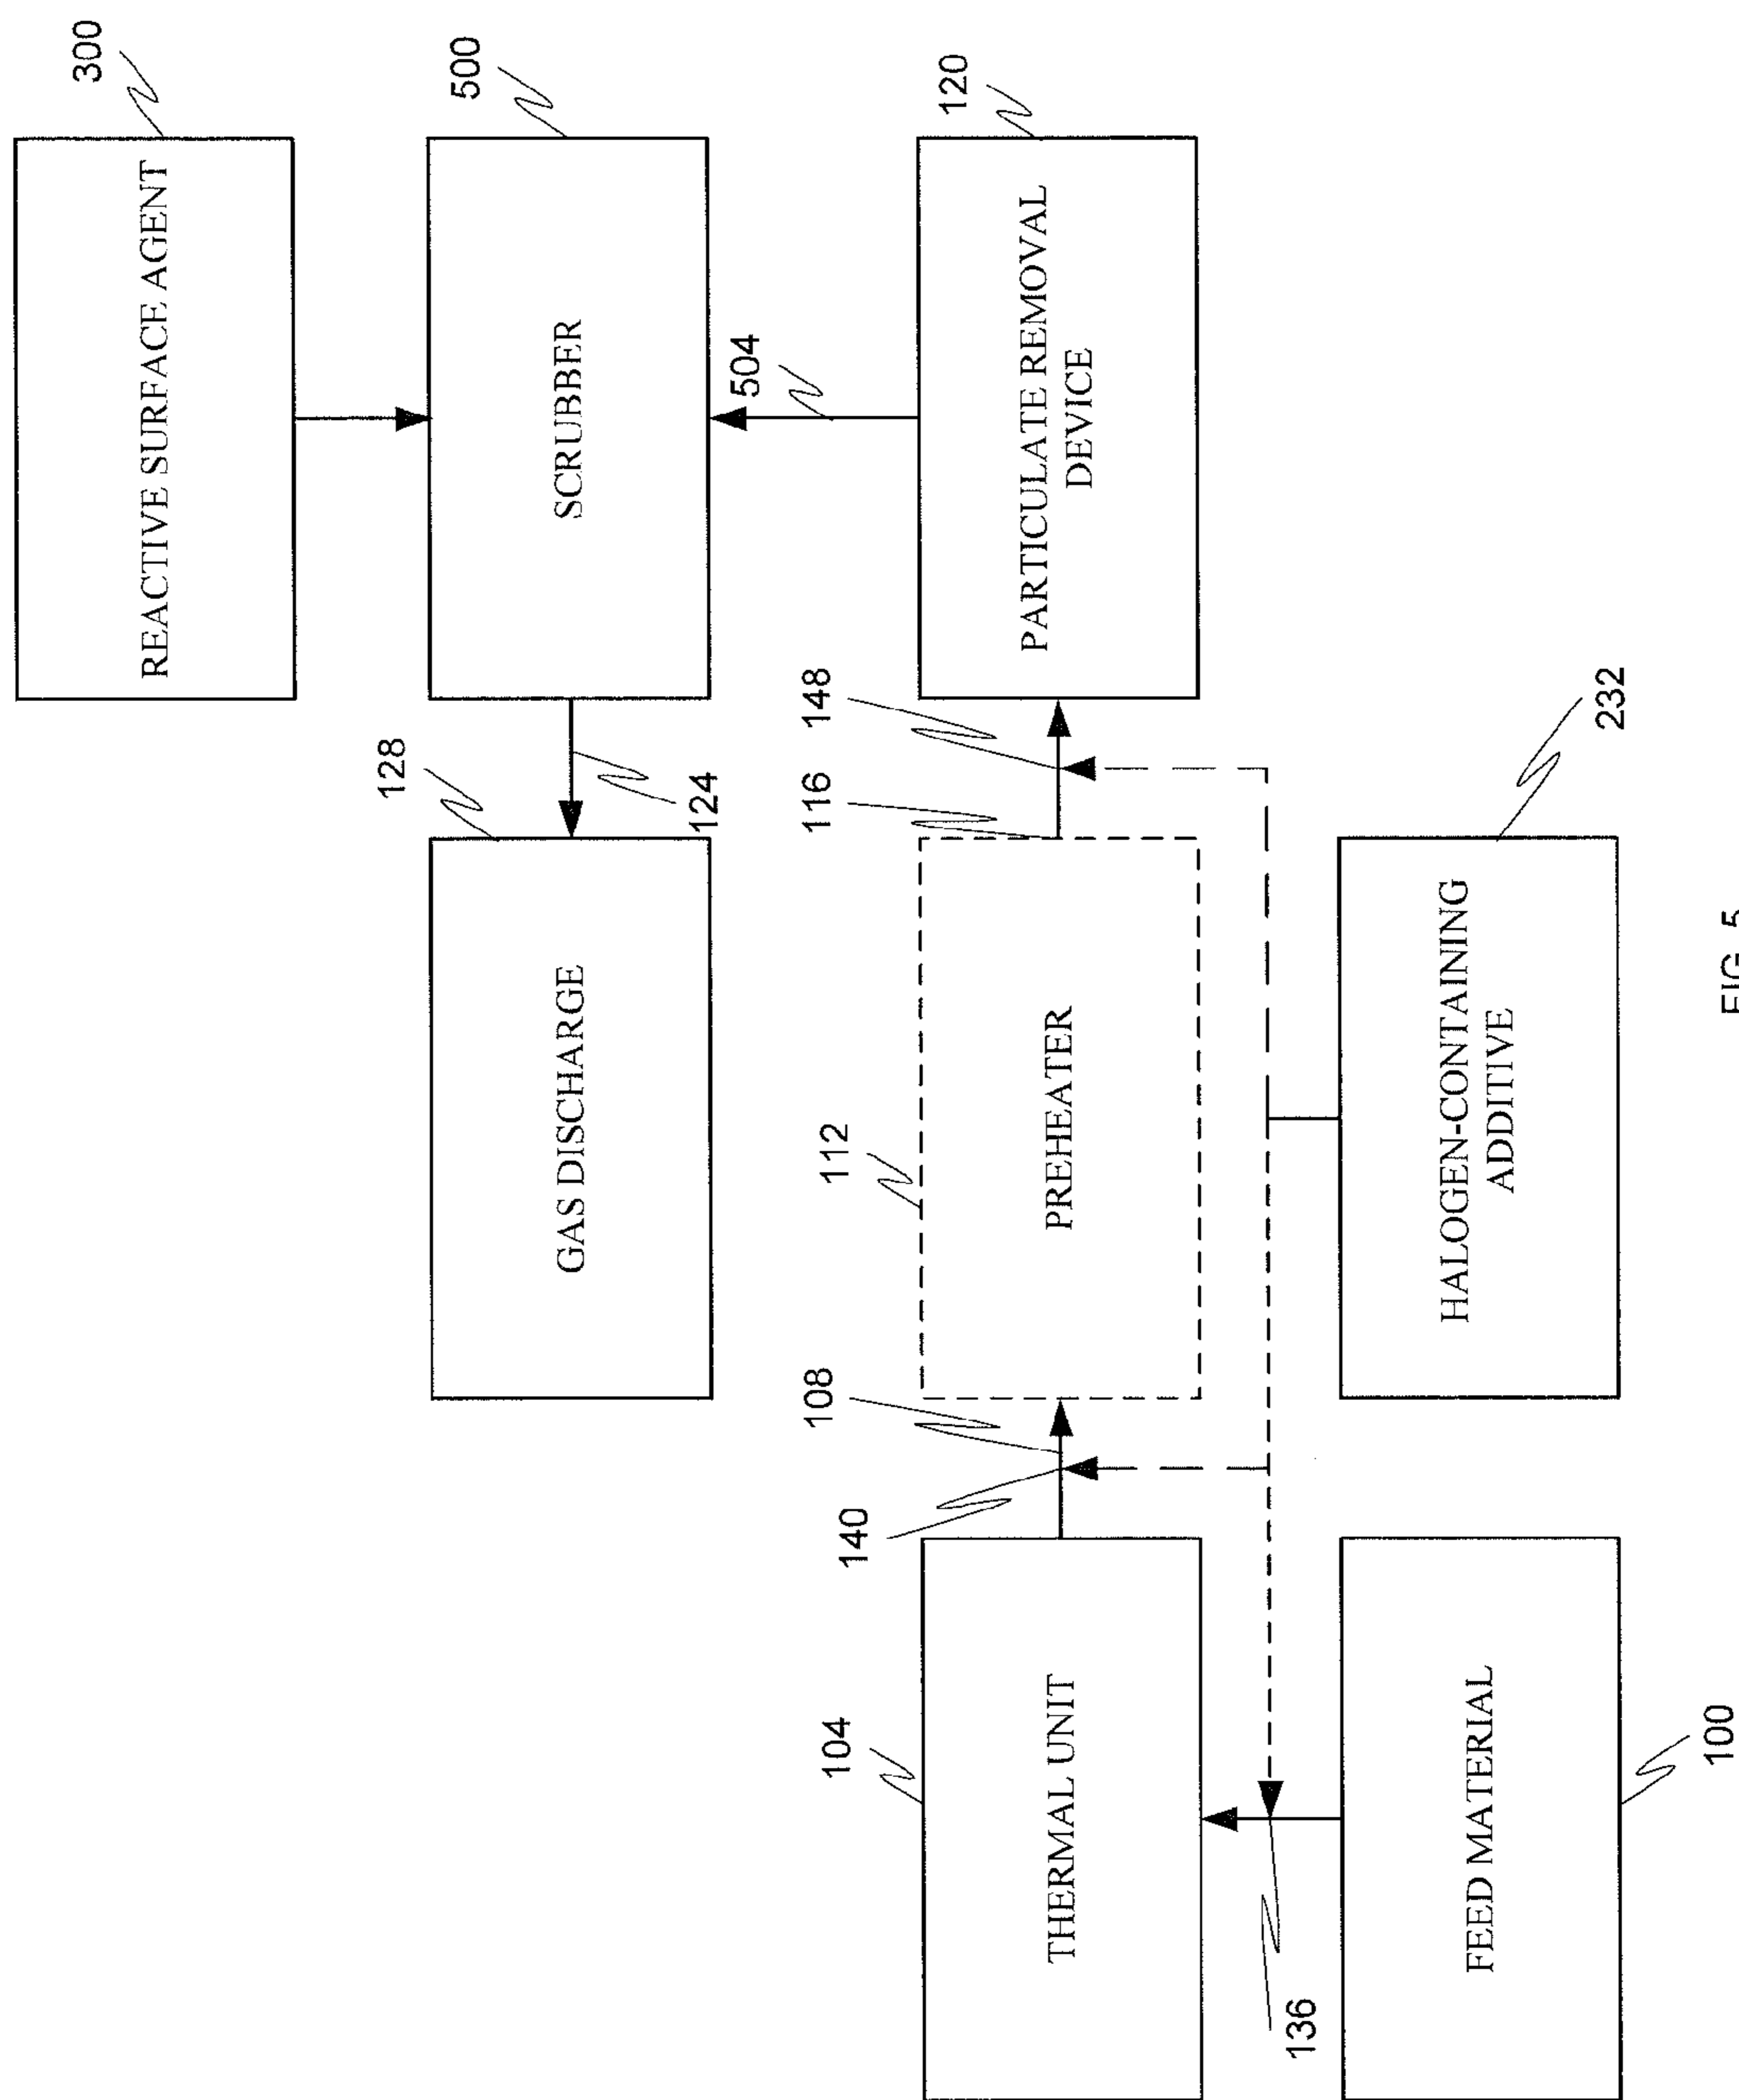 300
REACTIVE SURFACE AGENT
128
500
GAS DISCHARGE
SCRUBBER
124
504
104
140
108
112
116
148
120
THERMAL UNIT
PREHEATER
PARTICULATE REMOVAL
DEVICE
136
FEED MATERIAL
HALOGEN-CONTAINING
ADDITIVE
232
100
FIG. 5